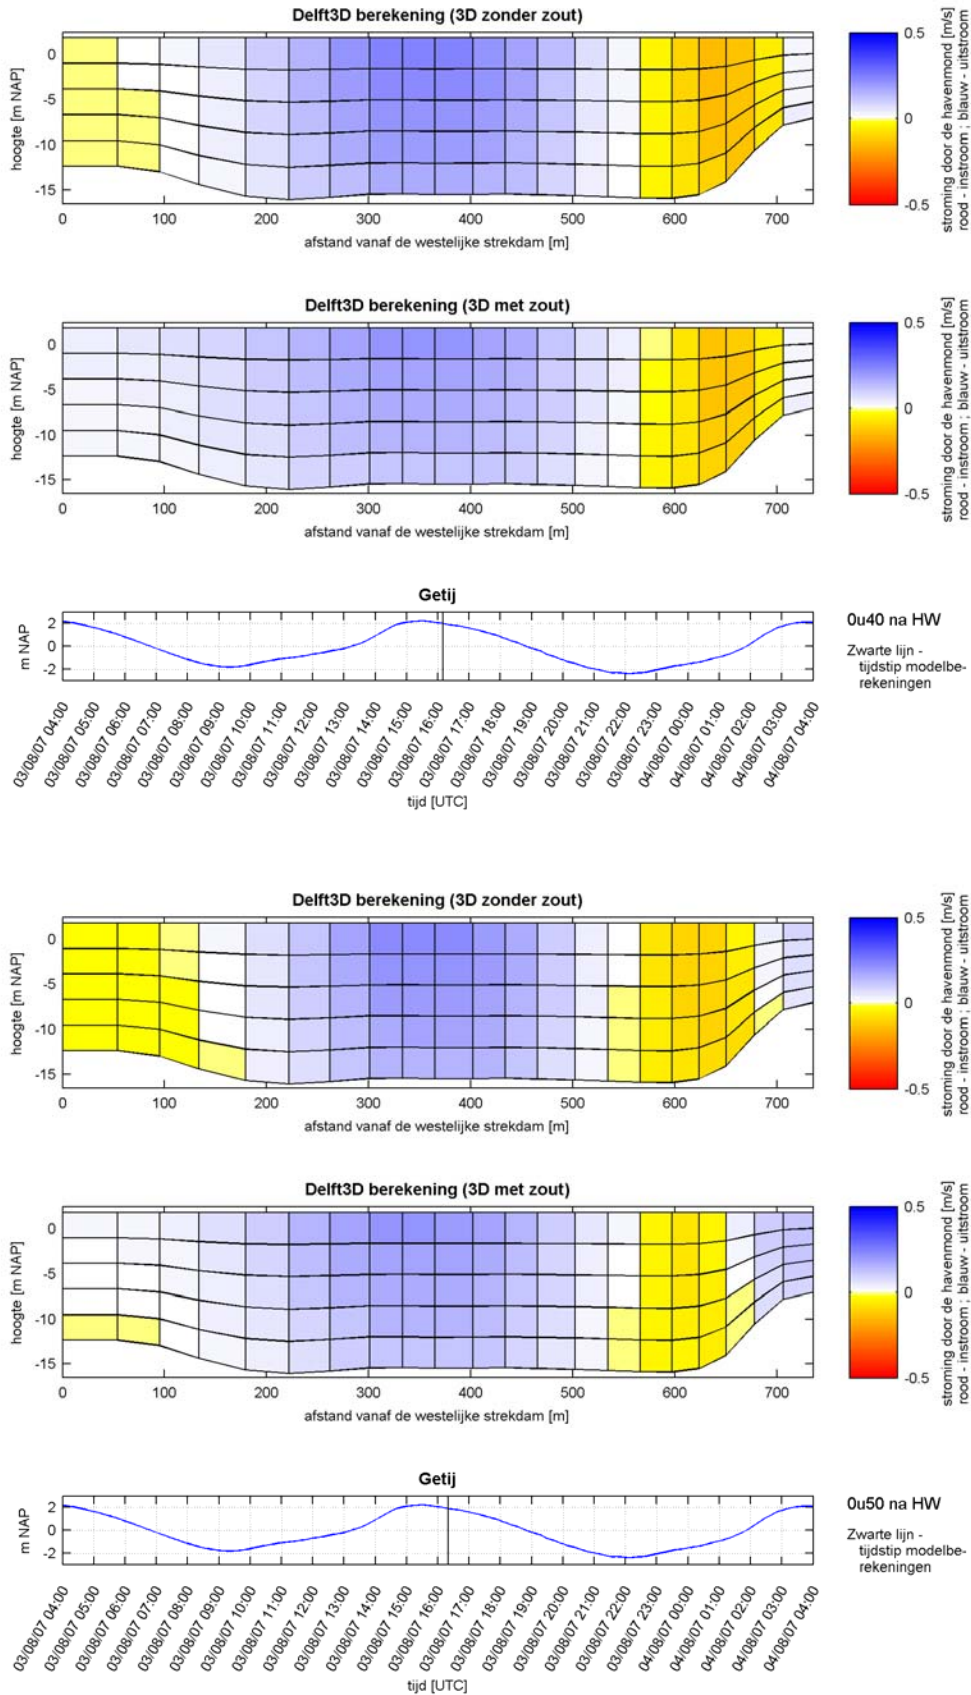 Delft3D berekening (3D zonder zout)
hoogte [m NAP]
0
-5
-10
-15
0 100 200 300 400 500 600 700
afstand vanaf de westelijke strekdam [m]
0.5
0
-0.5
stroming door de havenmond [m/s]
rood - instroom ; blauw - uitstroom
Delft3D berekening (3D met zout)
hoogte [m NAP]
0
-5
-10
-15
0 100 200 300 400 500 600 700
afstand vanaf de westelijke strekdam [m]
0.5
0
-0.5
stroming door de havenmond [m/s]
rood - instroom ; blauw - uitstroom
Getij
m NAP
2
0
-2
03/08/07 04:00
03/08/07 05:00
03/08/07 06:00
03/08/07 07:00
03/08/07 08:00
03/08/07 09:00
03/08/07 10:00
03/08/07 11:00
03/08/07 12:00
03/08/07 13:00
03/08/07 14:00
03/08/07 15:00
03/08/07 16:00
03/08/07 17:00
03/08/07 18:00
03/08/07 19:00
03/08/07 20:00
03/08/07 21:00
03/08/07 22:00
03/08/07 23:00
04/08/07 00:00
04/08/07 01:00
04/08/07 02:00
04/08/07 03:00
04/08/07 04:00
tijd [UTC]
0u40 na HW
Zwarte lijn -
tijdstip modelbe-
rekeningen
Delft3D berekening (3D zonder zout)
hoogte [m NAP]
0
-5
-10
-15
0 100 200 300 400 500 600 700
afstand vanaf de westelijke strekdam [m]
0.5
0
-0.5
stroming door de havenmond [m/s]
rood - instroom ; blauw - uitstroom
Delft3D berekening (3D met zout)
hoogte [m NAP]
0
-5
-10
-15
0 100 200 300 400 500 600 700
afstand vanaf de westelijke strekdam [m]
0.5
0
-0.5
stroming door de havenmond [m/s]
rood - instroom ; blauw - uitstroom
Getij
m NAP
2
0
-2
03/08/07 04:00
03/08/07 05:00
03/08/07 06:00
03/08/07 07:00
03/08/07 08:00
03/08/07 09:00
03/08/07 10:00
03/08/07 11:00
03/08/07 12:00
03/08/07 13:00
03/08/07 14:00
03/08/07 15:00
03/08/07 16:00
03/08/07 17:00
03/08/07 18:00
03/08/07 19:00
03/08/07 20:00
03/08/07 21:00
03/08/07 22:00
03/08/07 23:00
04/08/07 00:00
04/08/07 01:00
04/08/07 02:00
04/08/07 03:00
04/08/07 04:00
tijd [UTC]
0u50 na HW
Zwarte lijn -
tijdstip modelbe-
rekeningen